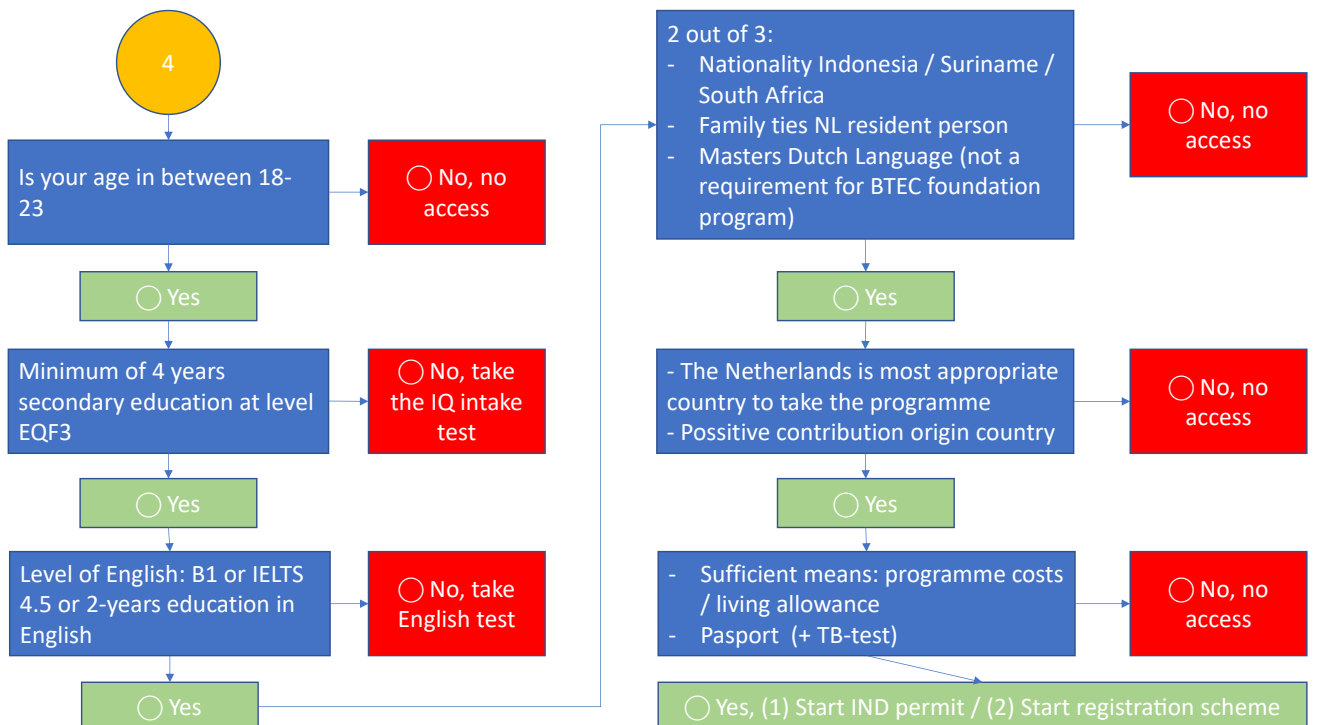 4
Is your age in between 18-
23
◯ No, no
access
◯ Yes
Minimum of 4 years
secondary education at level
EQF3
◯ No, take
the IQ intake
test
◯ Yes
Level of English: B1 or IELTS
4.5 or 2-years education in
English
◯ No, take
English test
◯ Yes
2 out of 3:
- Nationality Indonesia / Suriname /
South Africa
- Family ties NL resident person
- Masters Dutch Language (not a
requirement for BTEC foundation
program)
◯ No, no
access
◯ Yes
- The Netherlands is most appropriate
country to take the programme
- Possitive contribution origin country
◯ No, no
access
◯ Yes
- Sufficient means: programme costs
/ living allowance
- Pasport (+ TB-test)
◯ No, no
access
◯ Yes, (1) Start IND permit / (2) Start registration scheme